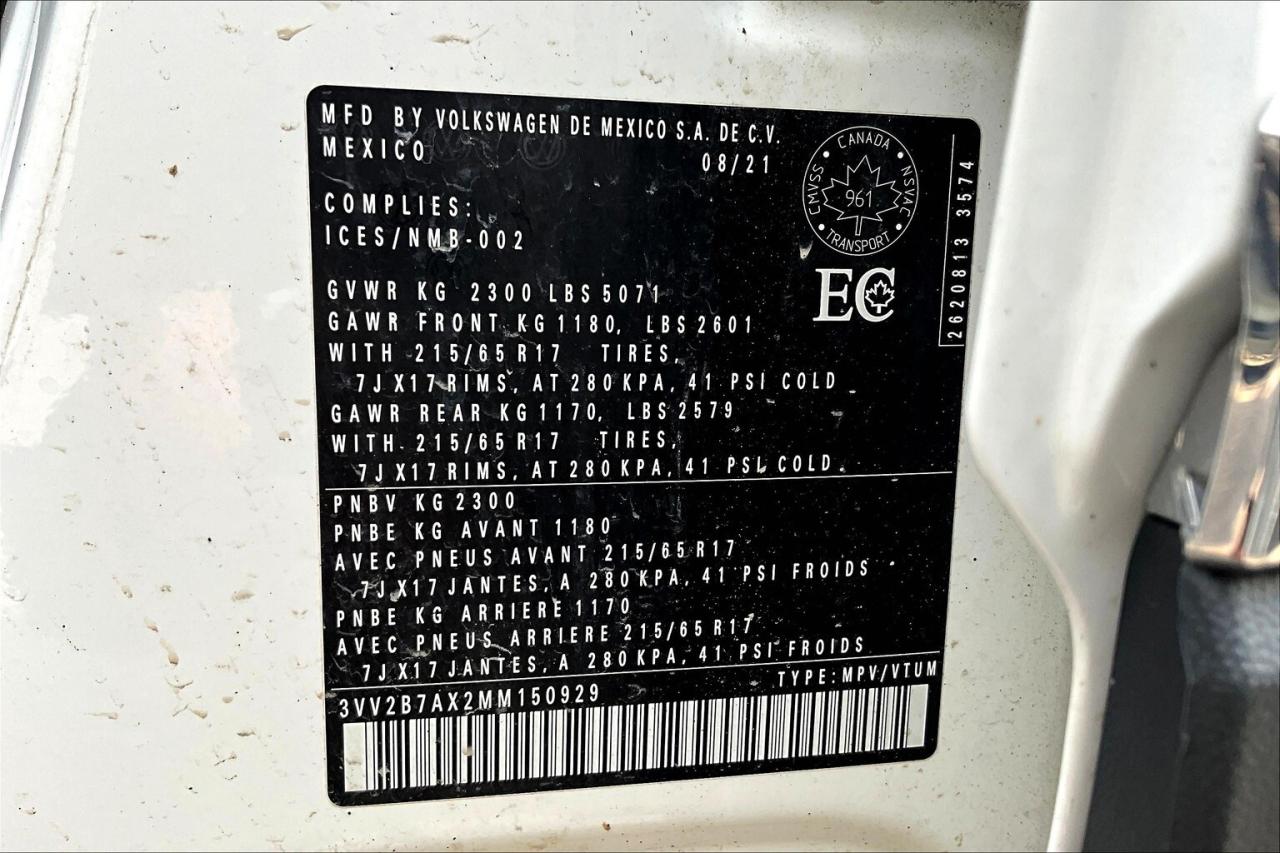 MFD BY VOLKSWAGEN DE MEXICO S.A. DE C.V.
MEXICO 08/21
CANADA
CMVSS 961 NSVAC
TRANSPORT
2620813 3574
COMPLIES:
ICES/NMB-002
EC
GVWR KG 2300 LBS 5071
GAWR FRONT KG 1180, LBS 2601
WITH 215/65 R17 TIRES,
7J X17 RIMS, AT 280 KPA, 41 PSI COLD
GAWR REAR KG 1170, LBS 2579
WITH 215/65 R17 TIRES,
7J X17 RIMS, AT 280 KPA, 41 PSI COLD.
PNBV KG 2300
PNBE KG AVANT 1180
AVEC PNEUS AVANT 215/65 R17
7J X17 JANTES, A 280 KPA, 41 PSI FROIDS
PNBE KG ARRIERE 1170
AVEC PNEUS ARRIERE 215/65 R17
7J X17 JANTES, A 280 KPA, 41 PSI FROIDS
TYPE: MPV/VTUM
3VV2B7AX2MM150929